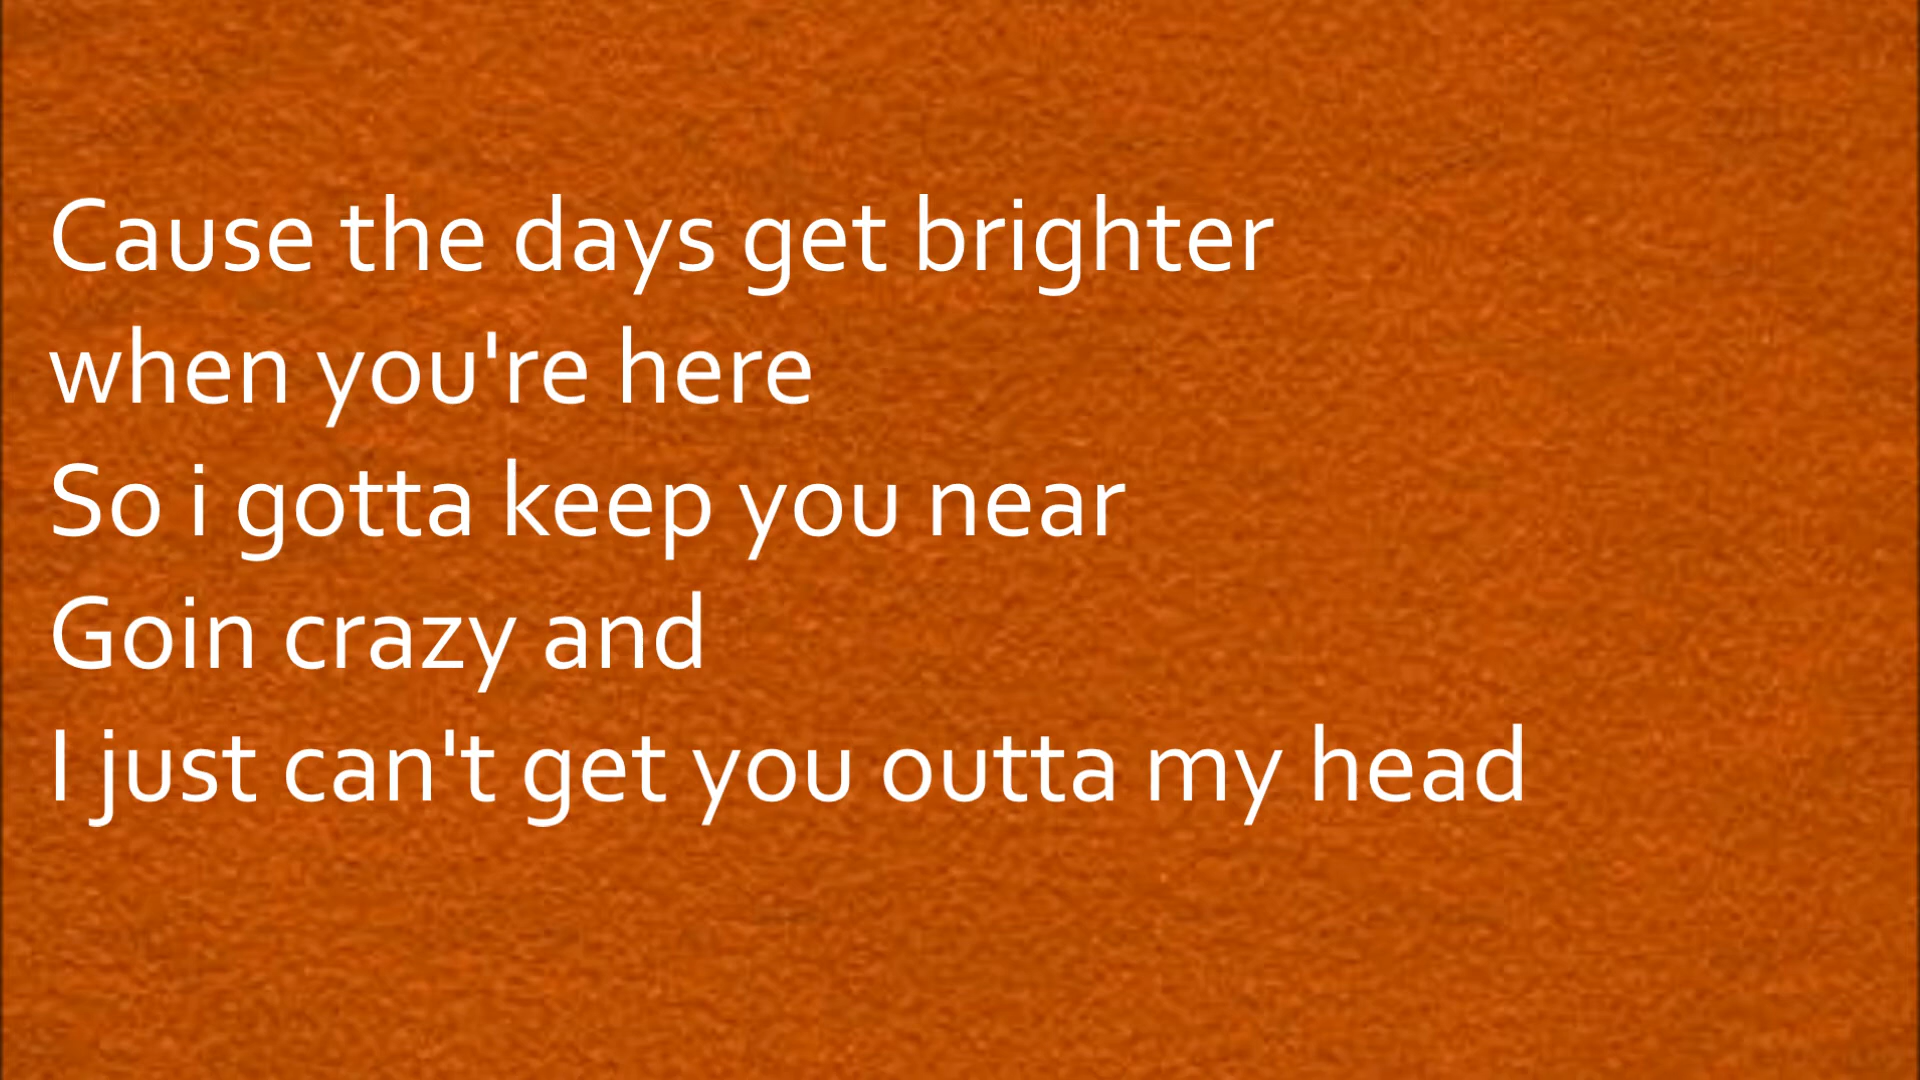 Cause the days get brighter
when you're here
So i gotta keep you near
Goin crazy and
I just can't get you outta my head